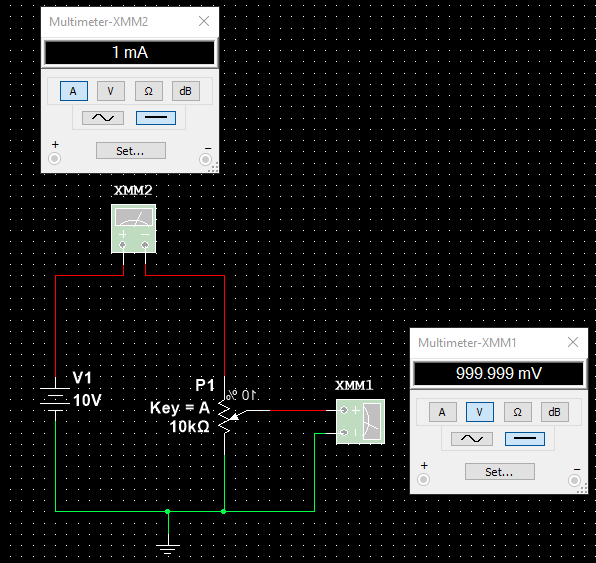 Multimeter-XMM2
1 mA
A V Ω dB
Set...
+ −
XMM2
+ −
V1
10V
P1
10 %
Key = A
10kΩ
XMM1
+
−
Multimeter-XMM1
999.999 mV
A V Ω dB
Set...
+ −